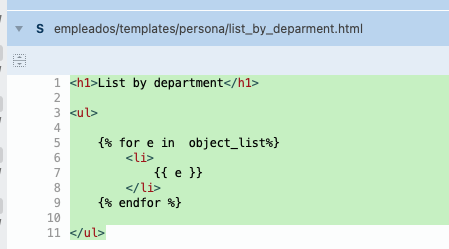 S empleados/templates/persona/list_by_deparment.html
1 <h1>List by department</h1>
2
3 <ul>
4
5     {% for e in  object_list%}
6         <li>
7             {{ e }}
8         </li>
9     {% endfor %}
10
11 </ul>